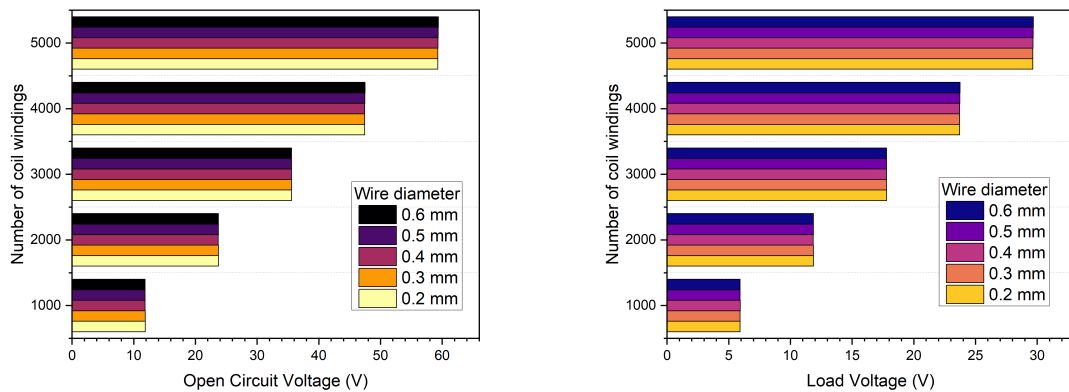 Number of coil windings
5000
4000
3000
2000
1000
0
10
20
30
40
50
60
Open Circuit Voltage (V)
Wire diameter
0.6 mm
0.5 mm
0.4 mm
0.3 mm
0.2 mm
Number of coil windings
5000
4000
3000
2000
1000
0
5
10
15
20
25
30
Load Voltage (V)
Wire diameter
0.6 mm
0.5 mm
0.4 mm
0.3 mm
0.2 mm